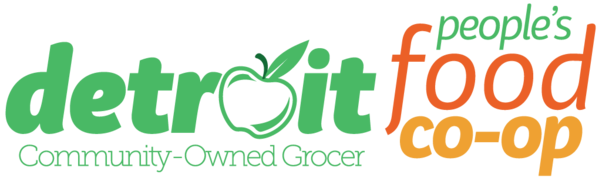 detroit
Community-Owned Grocer
people's
food
co-op